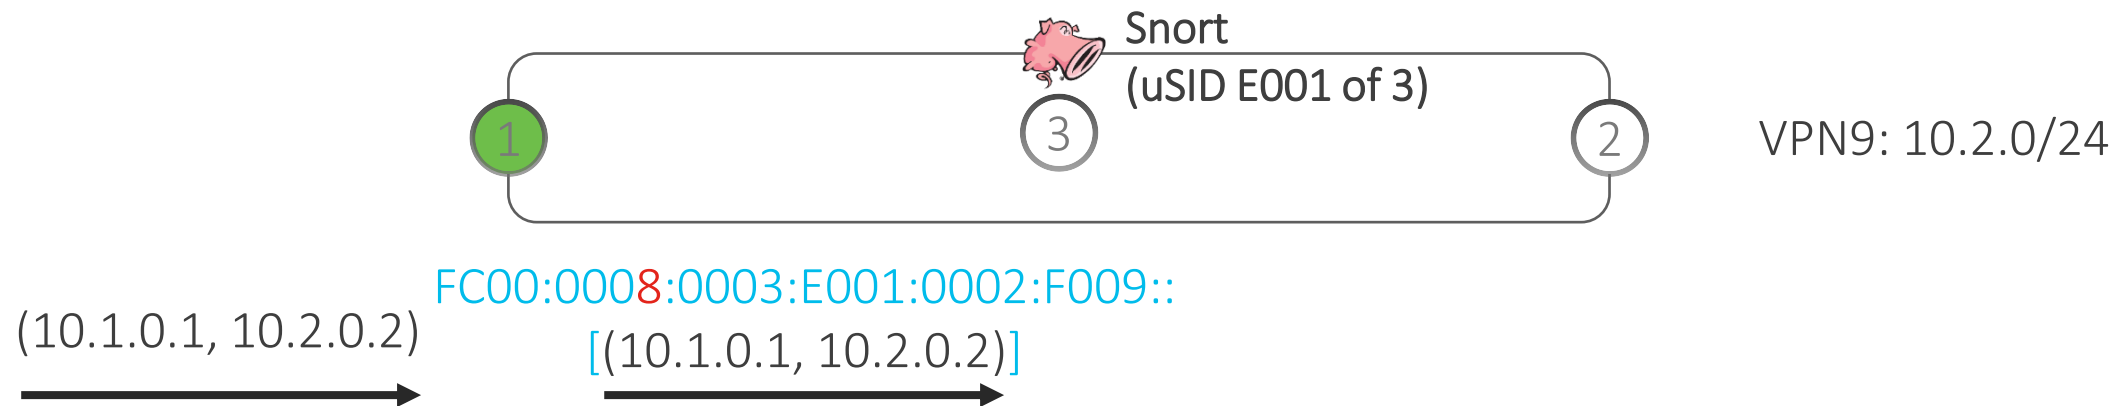 Snort
(uSID E001 of 3)
1
3
2
VPN9: 10.2.0/24
FC00:0008:0003:E001:0002:F009::
(10.1.0.1, 10.2.0.2)
[(10.1.0.1, 10.2.0.2)]